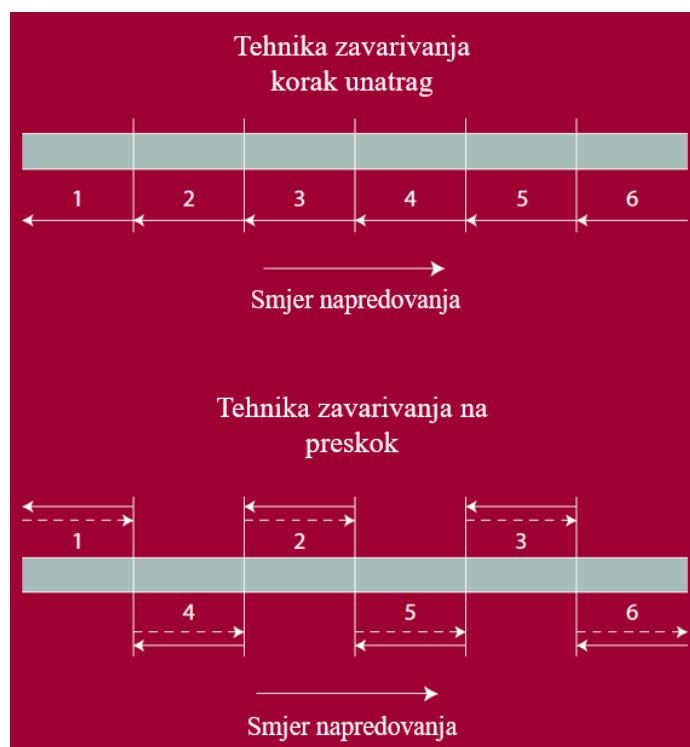 Tehnika zavarivanja
korak unatrag
1 2 3 4 5 6
Smjer napredovanja
Tehnika zavarivanja na
preskok
1 2 3
4 5 6
Smjer napredovanja